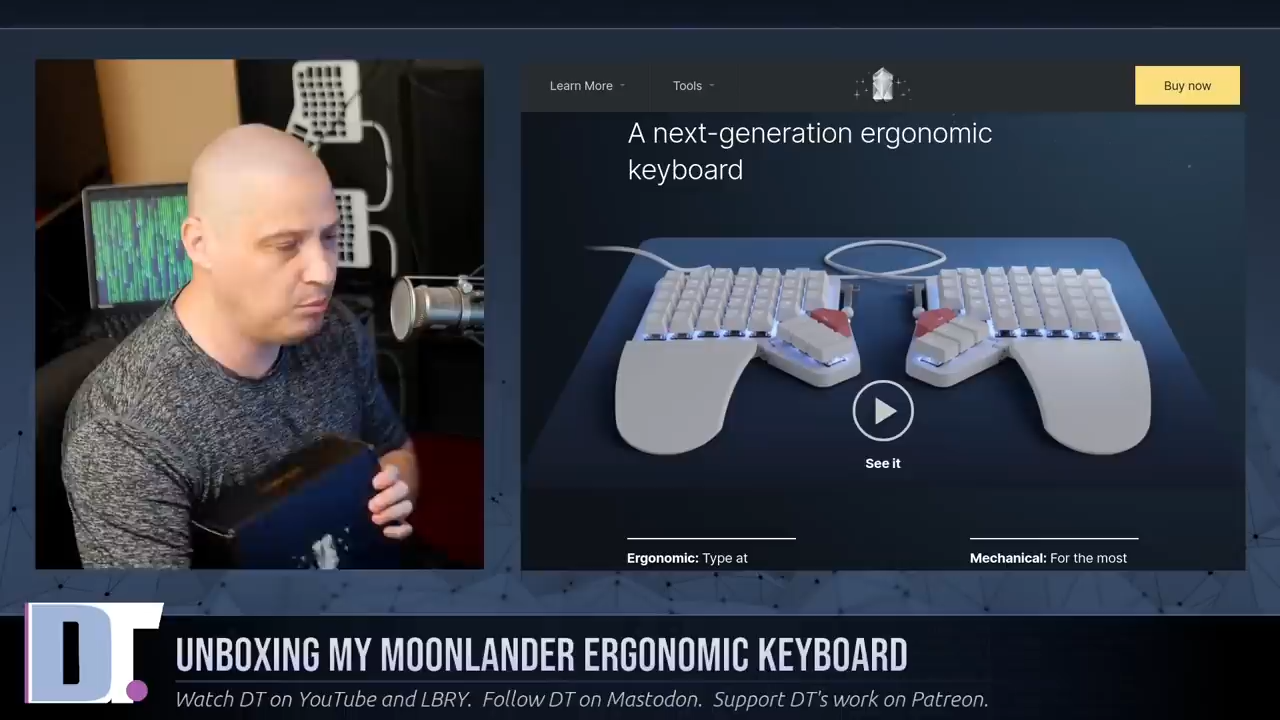 Learn More
Tools
Buy now
A next-generation ergonomic
keyboard
See it
Ergonomic: Type at
Mechanical: For the most
DT.
UNBOXING MY MOONLANDER ERGONOMIC KEYBOARD
Watch DT on YouTube and LBRY. Follow DT on Mastodon. Support DT's work on Patreon.